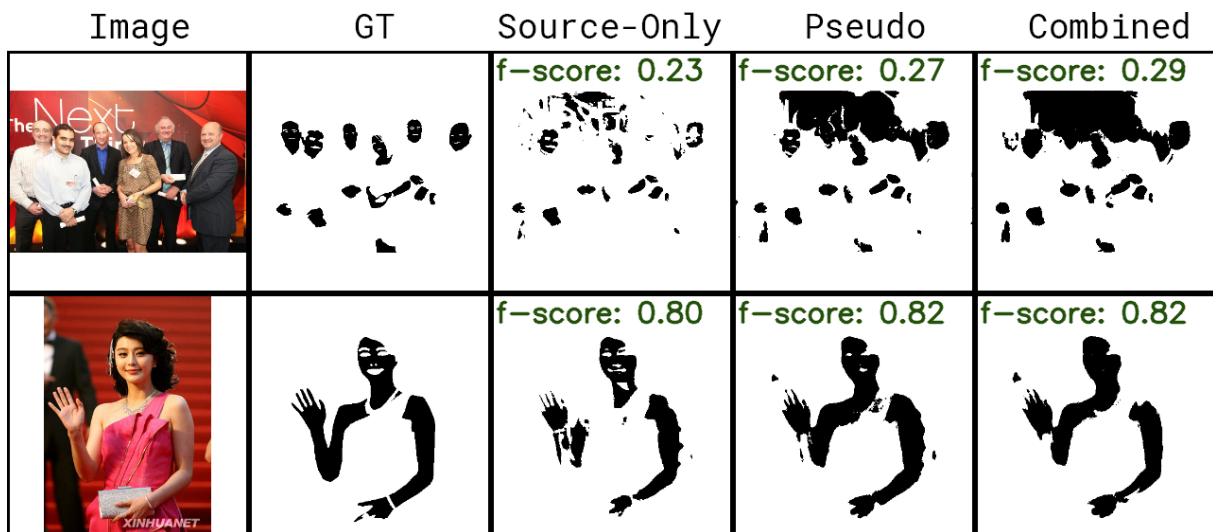 Image GT Source-Only Pseudo Combined
f-score: 0.23 f-score: 0.27 f-score: 0.29
The Next
f-score: 0.80 f-score: 0.82 f-score: 0.82
XINHUANET